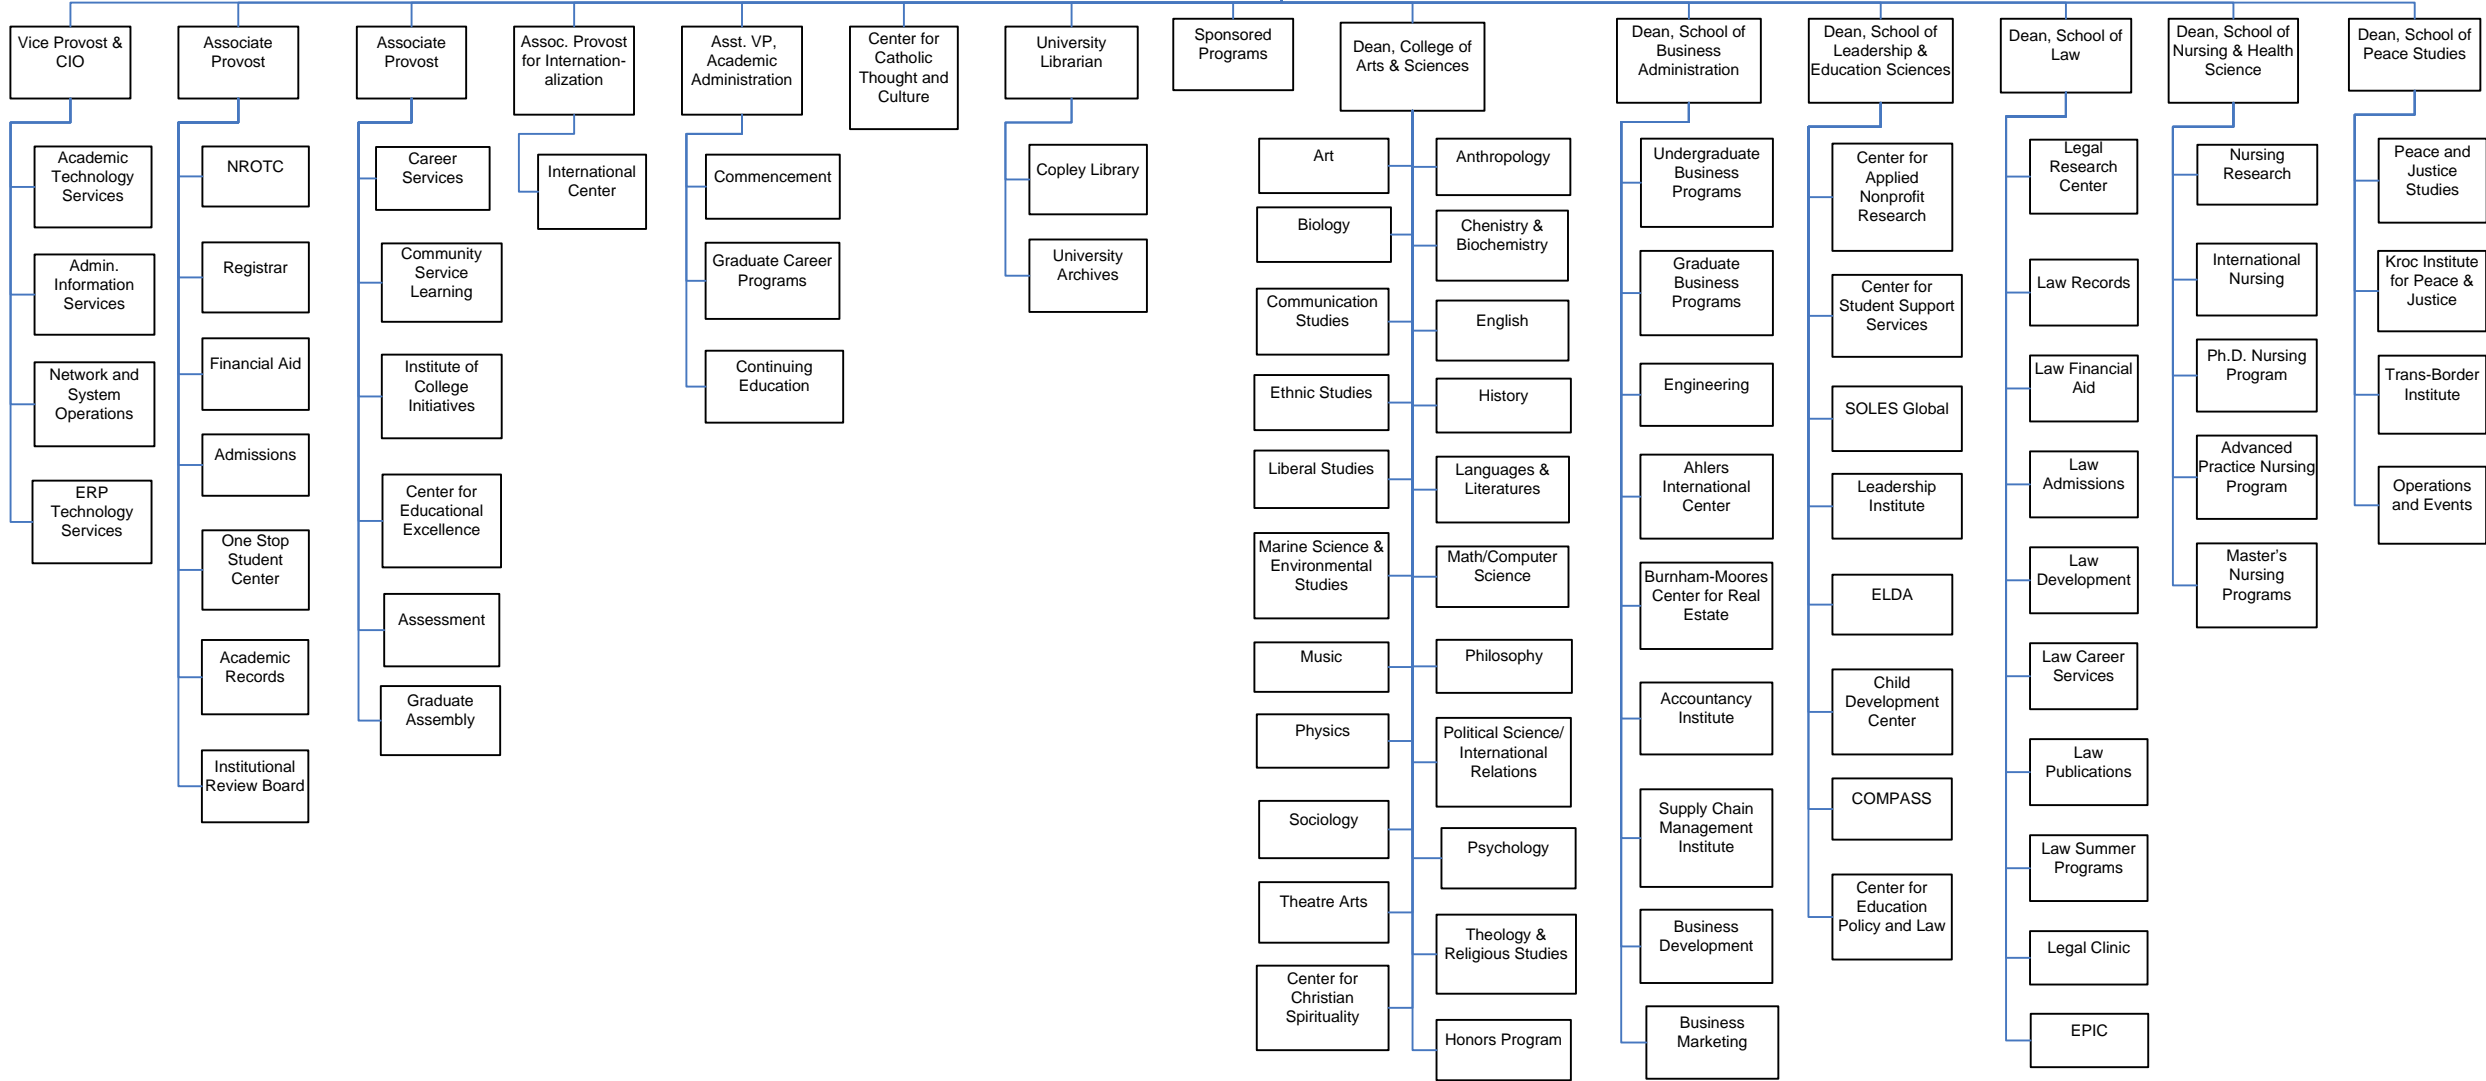 Vice Provost &
CIO
Associate
Provost
Associate
Provost
Assoc. Provost
for Internation-
alization
Asst. VP,
Academic
Administration
Center for
Catholic
Thought and
Culture
University
Librarian
Sponsored
Programs
Dean, College of
Arts & Sciences
Dean, School of
Business
Administration
Dean, School of
Leadership &
Education Sciences
Dean, School of
Law
Dean, School of
Nursing & Health
Science
Dean, School of
Peace Studies
Academic
Technology
Services
Admin.
Information
Services
Network and
System
Operations
ERP
Technology
Services
NROTC
Registrar
Financial Aid
Admissions
One Stop
Student
Center
Academic
Records
Institutional
Review Board
Career
Services
Community
Service
Learning
Institute of
College
Initiatives
Center for
Educational
Excellence
Assessment
Graduate
Assembly
International
Center
Commencement
Graduate Career
Programs
Continuing
Education
Copley Library
University
Archives
Art
Biology
Communication
Studies
Ethnic Studies
Liberal Studies
Marine Science &
Environmental
Studies
Music
Physics
Sociology
Theatre Arts
Center for
Christian
Spirituality
Anthropology
Chenistry &
Biochemistry
English
History
Languages &
Literatures
Math/Computer
Science
Philosophy
Political Science/
International
Relations
Psychology
Theology &
Religious Studies
Honors Program
Undergraduate
Business
Programs
Graduate
Business
Programs
Engineering
Ahlers
International
Center
Burnham-Moores
Center for Real
Estate
Accountancy
Institute
Supply Chain
Management
Institute
Business
Development
Business
Marketing
Center for
Applied
Nonprofit
Research
Center for
Student Support
Services
SOLES Global
Leadership
Institute
ELDA
Child
Development
Center
COMPASS
Center for
Education
Policy and Law
Legal
Research
Center
Law Records
Law Financial
Aid
Law
Admissions
Law
Development
Law Career
Services
Law
Publications
Law Summer
Programs
Legal Clinic
EPIC
Nursing
Research
International
Nursing
Ph.D. Nursing
Program
Advanced
Practice Nursing
Program
Master's
Nursing
Programs
Peace and
Justice
Studies
Kroc Institute
for Peace &
Justice
Trans-Border
Institute
Operations
and Events